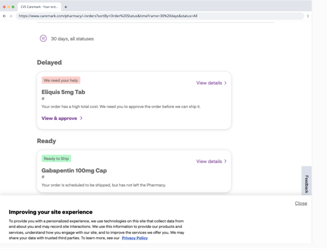 CVS Caremark - Your ord...
https://www.caremark.com/pharmacy/-/orders?sortBy=Order%20Status&timeframe=30%20days&status=All
30 days, all statuses
Delayed
We need your help
View details
Eliquis 5mg Tab
Your order has a high total cost. We need you to approve the order before we can ship it.
View & approve
Ready
Ready to Ship
View details
Gabapentin 100mg Cap
Your order is scheduled to be shipped, but has not left the Pharmacy.
Feedback
Close
Improving your site experience
To provide you with a personalized experience, we use technologies on this site that collect data from
and about you and may record site interactions. We use this information to provide our products and
services, understand how you engage with our site, and to improve the services we offer you. We may
share your data with trusted third parties. To learn more, see our Privacy Policy